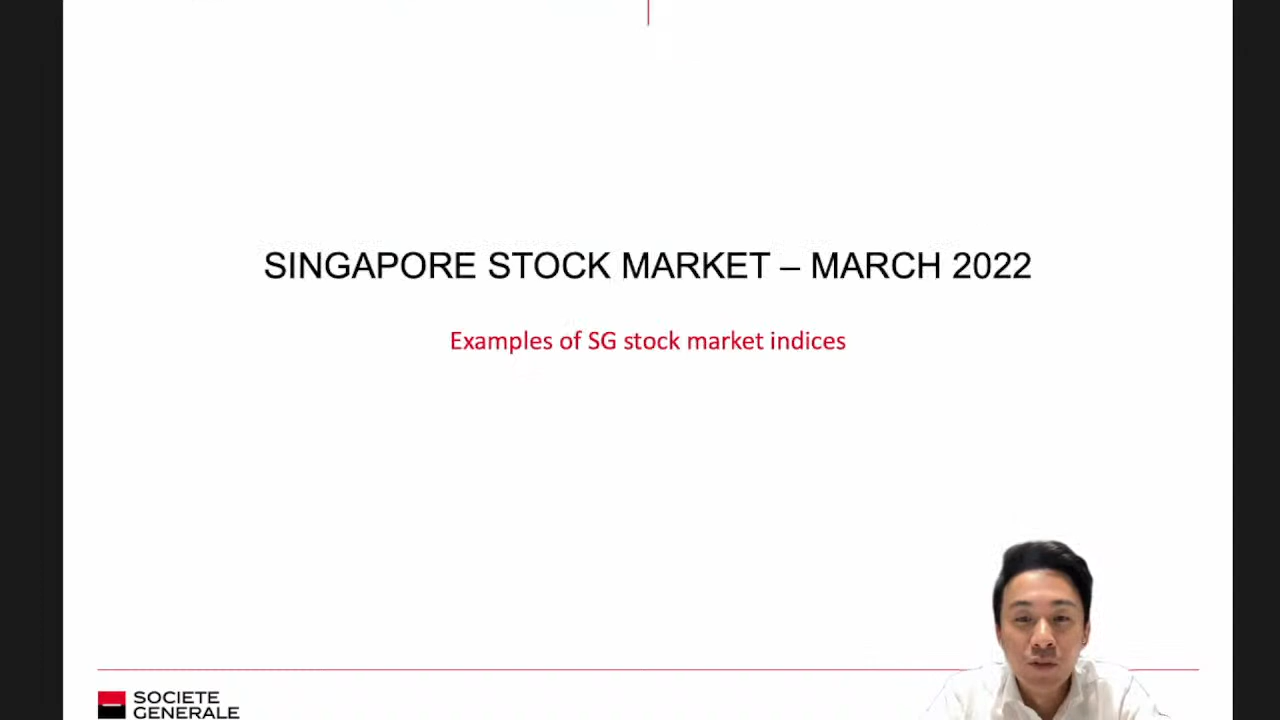 SINGAPORE STOCK MARKET – MARCH 2022
Examples of SG stock market indices
SOCIETE
GENERALE